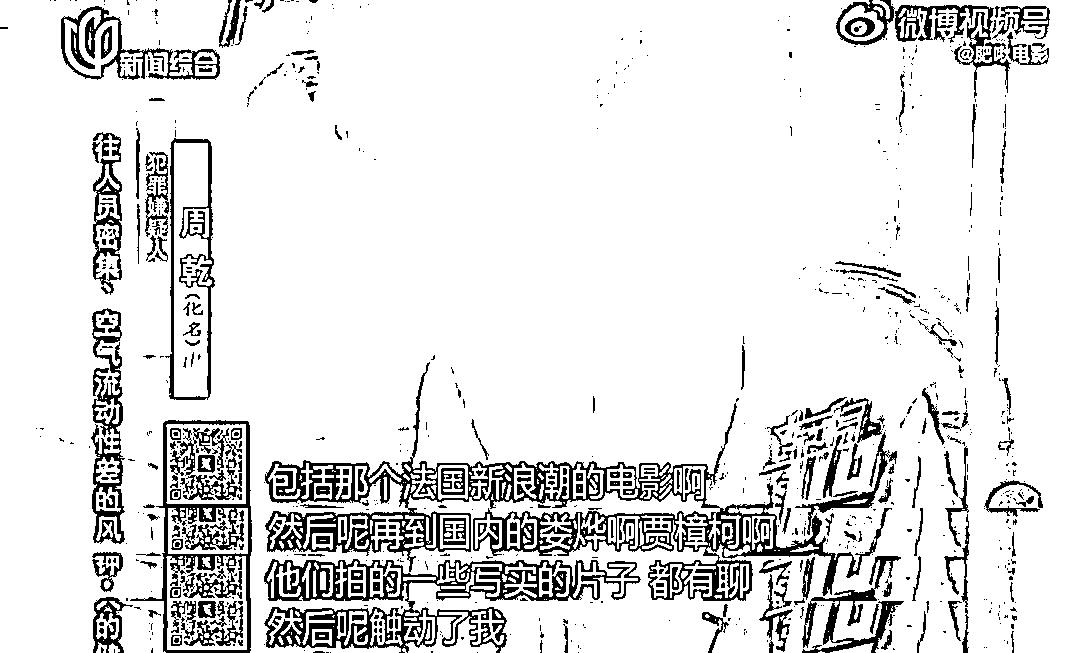 新闻综合
微博视频号
@肥啾电影
往人员密集、空气流动性差的风
犯罪嫌疑人
周乾(化名)
包括那个法国新浪潮的电影啊
然后呢再到国内的娄烨啊贾樟柯啊
他们拍的一些写实的片子 都有聊
然后呢触动了我